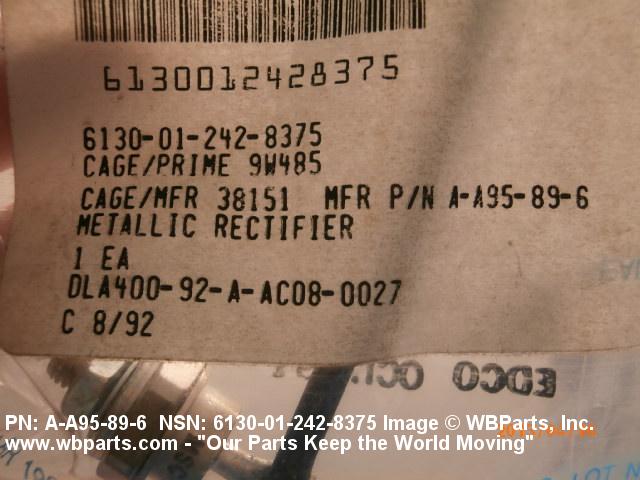 6130012428375
6130-01-242-8375
CAGE/PRIME 9W485
CAGE/MFR 38151 MFR P/N A-A95-89-6
METALLIC RECTIFIER
1 EA
DLA400-92-A-AC08-0027
C 8/92
EDCO
PN: A-A95-89-6 NSN: 6130-01-242-8375 Image © WBParts, Inc.
www.wbparts.com - "Our Parts Keep the World Moving"